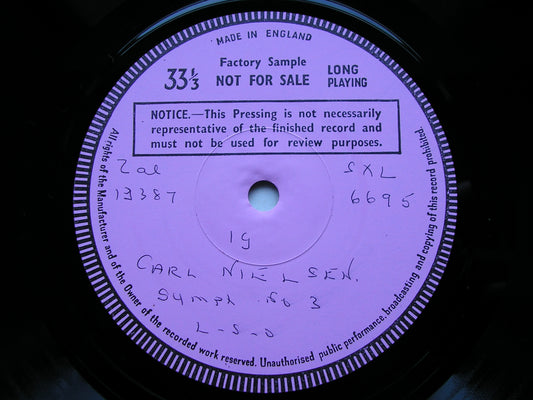 MADE IN ENGLAND
Factory Sample
33⅓ NOT FOR SALE LONG PLAYING
NOTICE.—This Pressing is not necessarily
representative of the finished record and
must not be used for review purposes.
Zal SXL
13387 6695
1g
CARL NIELSEN.
Symph No 3
L-S-O
All rights of the Manufacturer and of the Owner of the recorded work reserved. Unauthorised public performance, broadcasting and copying of this record prohibited.